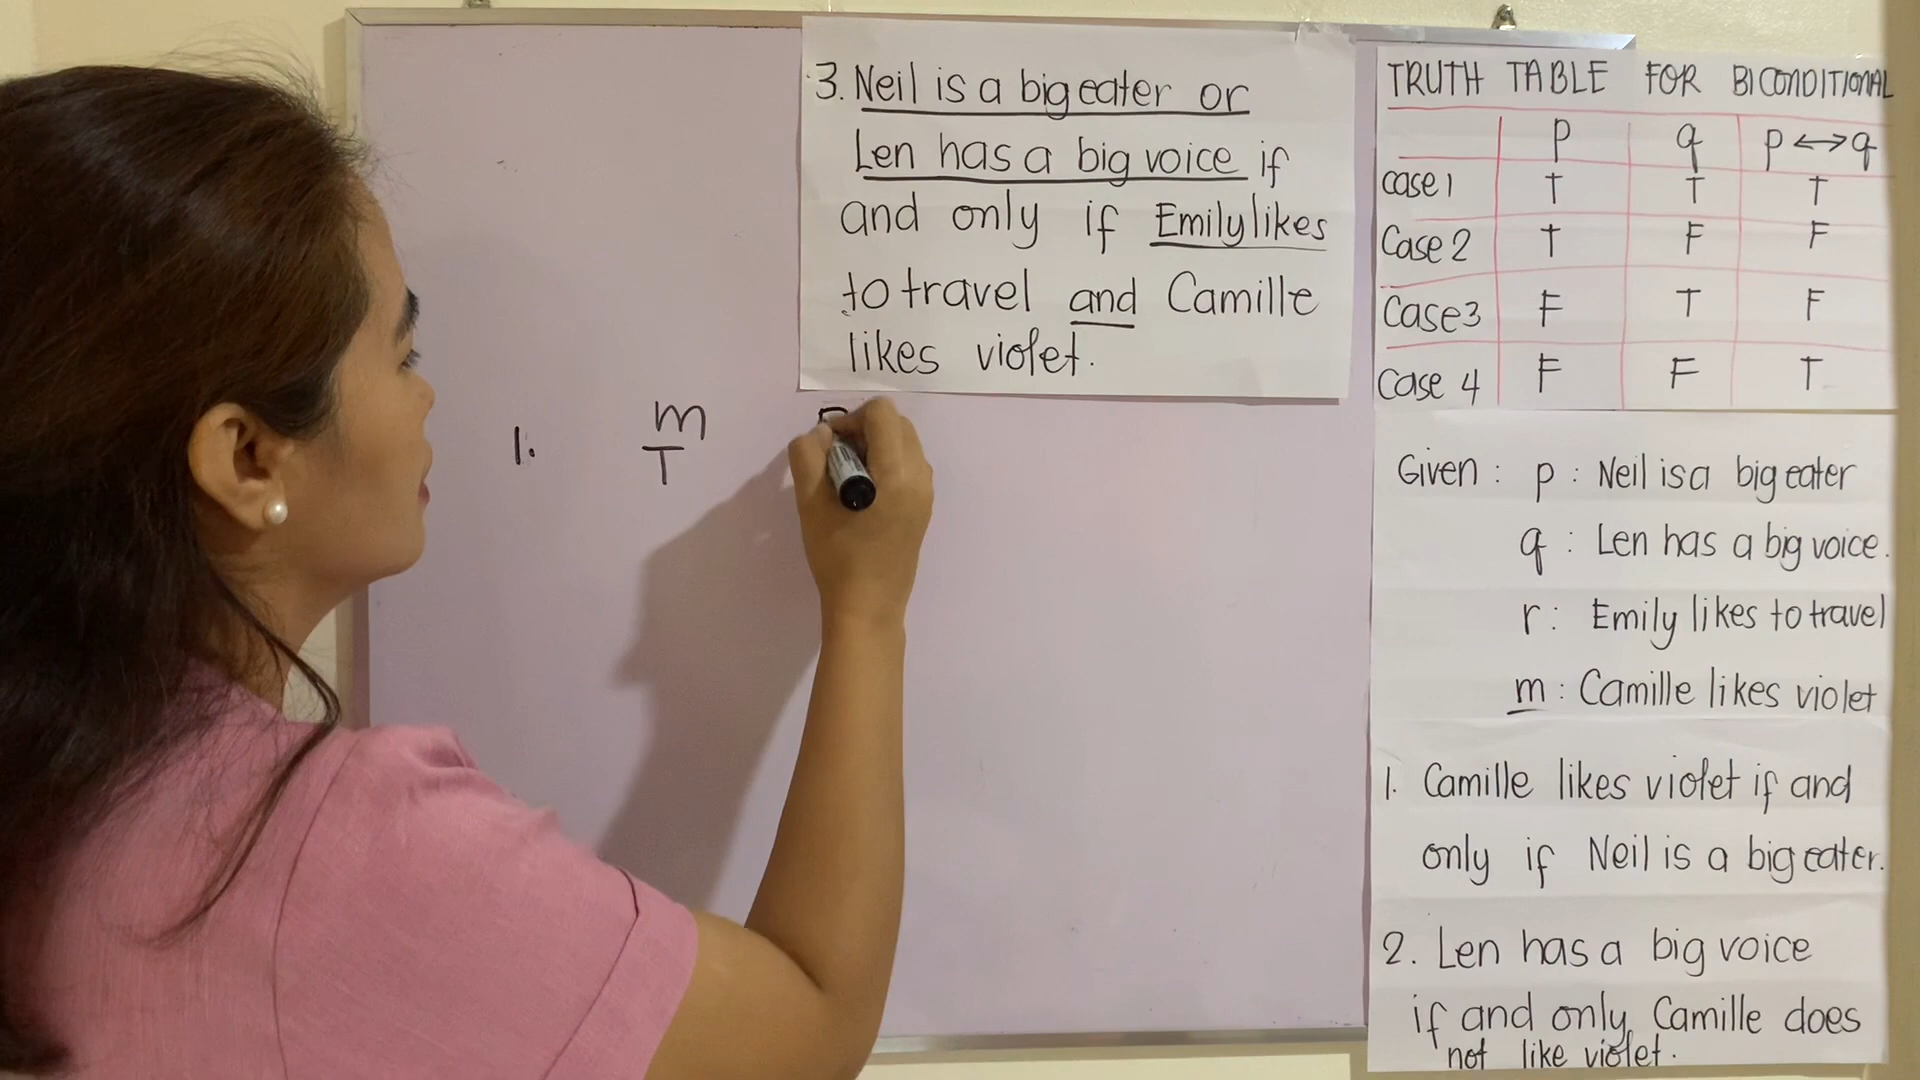 3. Neil is a big eater or
Len has a big voice if
and only if Emily likes
to travel and Camille
likes violet.
TRUTH TABLE FOR BICONDITIONAL
p q p ↔ q
case 1 T T T
Case 2 T F F
Case 3 F T F
Case 4 F F T
Given : p : Neil is a big eater
q : Len has a big voice.
r : Emily likes to travel
m : Camille likes violet
1. Camille likes violet if and
only if Neil is a big eater.
2. Len has a big voice
if and only Camille does
not like violet.
1. m
T